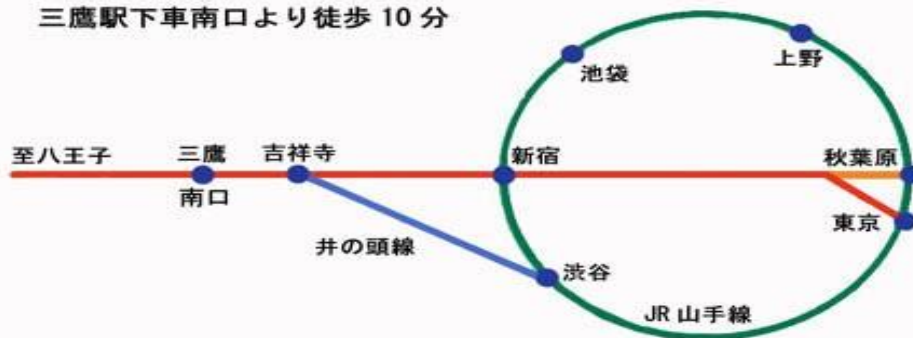 三鷹駅下車南口より徒歩 10 分
上野
池袋
至八王子
三鷹
吉祥寺
新宿
秋葉原
南口
東京
井の頭線
渋谷
JR 山手線